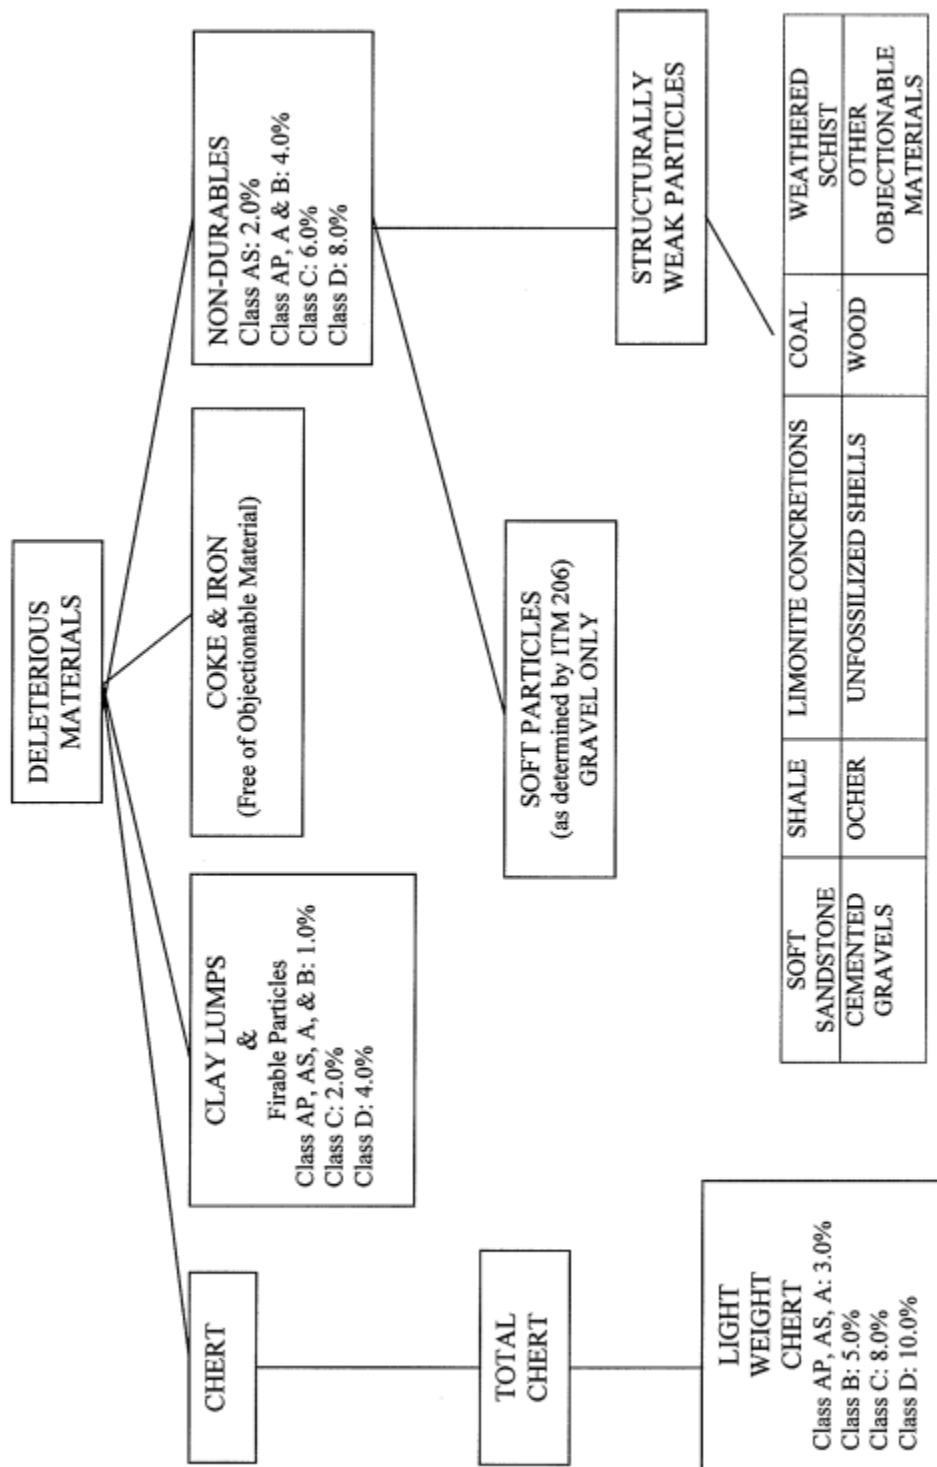 DELETERIOUS
MATERIALS
CHERT
CLAY LUMPS
&
Firable Particles
Class AP, AS, A, & B: 1.0%
Class C: 2.0%
Class D: 4.0%
COKE & IRON
(Free of Objectionable Material)
NON-DURABLES
Class AS: 2.0%
Class AP, A & B: 4.0%
Class C: 6.0%
Class D: 8.0%
TOTAL
CHERT
SOFT PARTICLES
(as determined by ITM 206)
GRAVEL ONLY
STRUCTURALLY
WEAK PARTICLES
LIGHT
WEIGHT
CHERT
Class AP, AS, A: 3.0%
Class B: 5.0%
Class C: 8.0%
Class D: 10.0%
SOFT
SANDSTONE
SHALE
LIMONITE CONCRETIONS
COAL
WEATHERED
SCHIST
CEMENTED
GRAVELS
OCHER
UNFOSSILIZED SHELLS
WOOD
OTHER
OBJECTIONABLE
MATERIALS